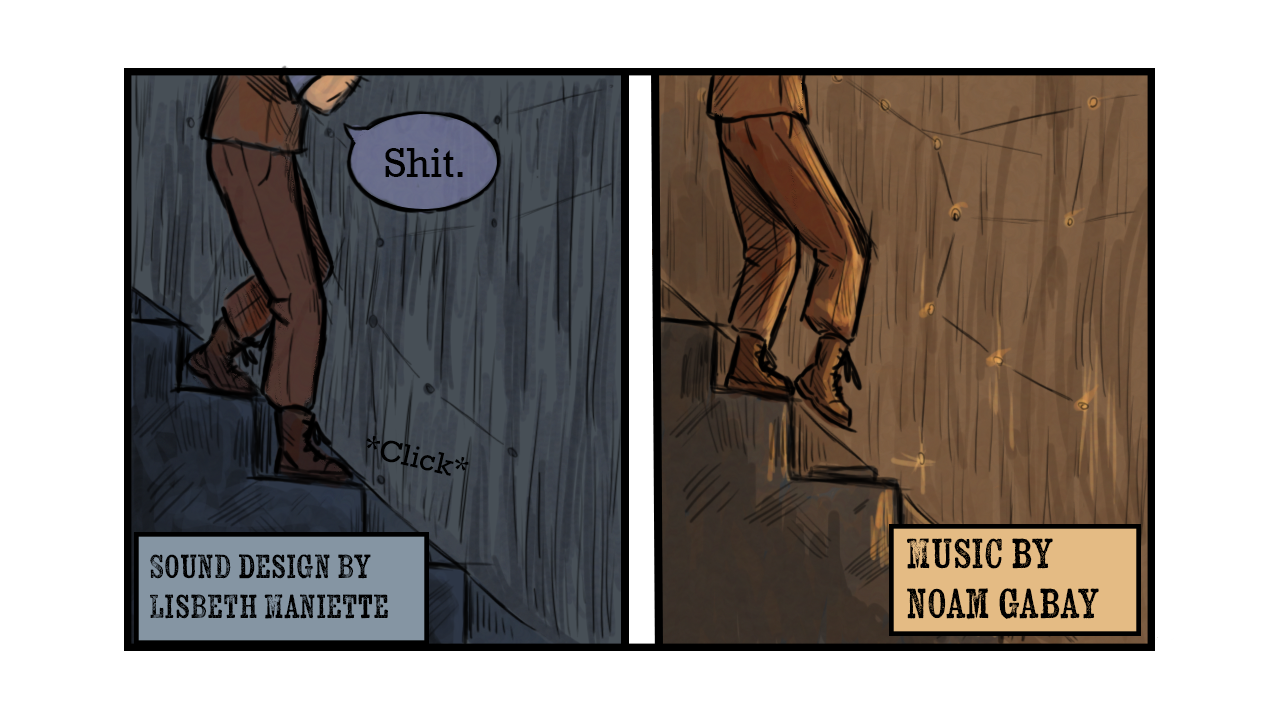 Shit.
*Click*
SOUND DESIGN BY
LISBETH MANIETTE
MUSIC BY
NOAM GABAY